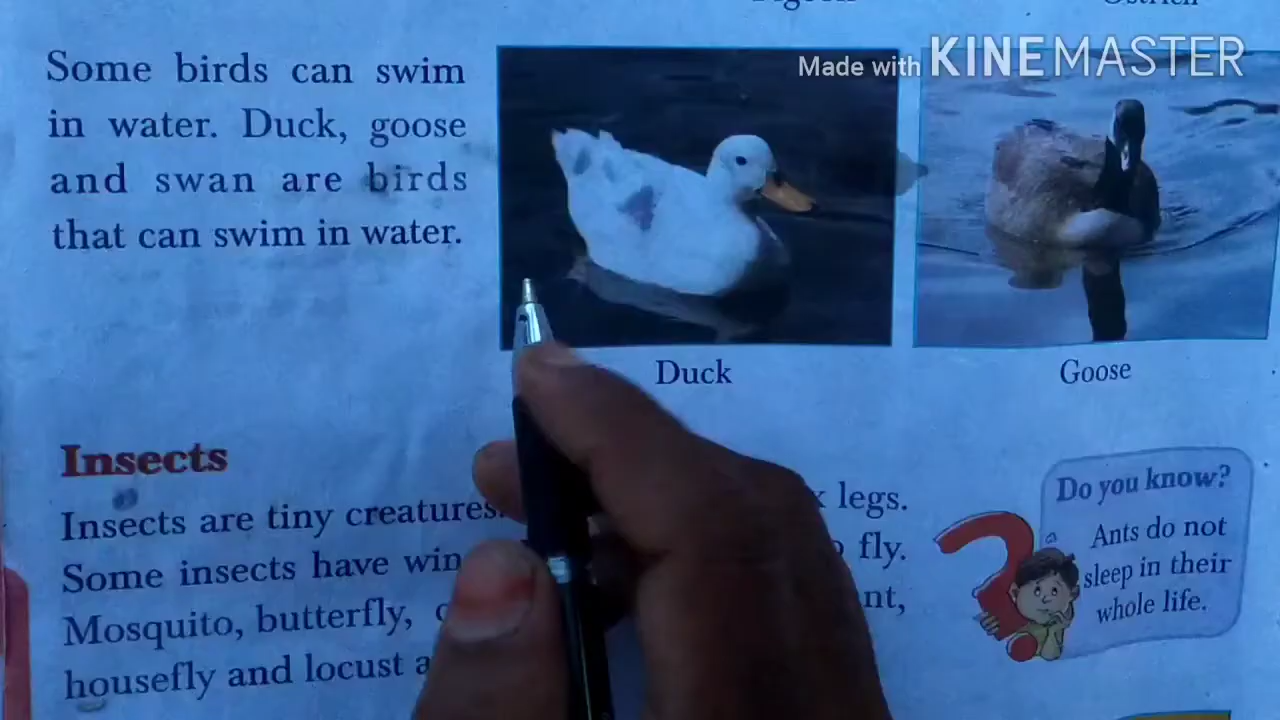 Made with KINEMASTER
Some birds can swim
in water. Duck, goose
and swan are birds
that can swim in water.
Duck
Goose
Insects
Insects are tiny creatures.
legs.
Some insects have
fly.
Mosquito, butterfly,
housefly and locust
Do you know?
Ants do not
sleep in their
whole life.